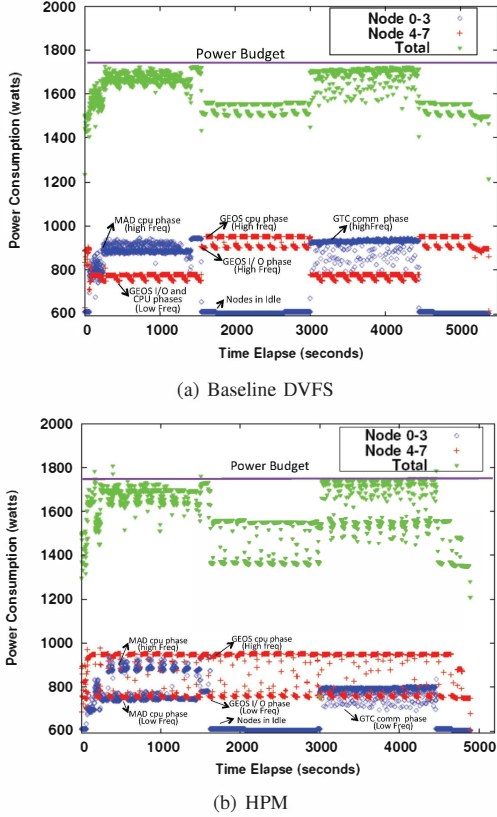 2000
1800
1600
1400
1200
1000
800
600
Power Consumption (watts)
Power Budget
Node 0-3
Node 4-7
Total
MAD cpu phase
(high Freq)
GEOS cpu phase
(high Freq)
GTC comm phase
(highFreq)
GEOS I/ O phase
(High Freq)
GEOS I/O and
CPU phases
(Low Freq)
Nodes in Idle
0 1000 2000 3000 4000 5000
Time Elapse (seconds)
(a) Baseline DVFS
2000
1800
1600
1400
1200
1000
800
600
Power Consumption (watts)
Power Budget
Node 0-3
Node 4-7
Total
MAD cpu phase
(high Freq)
GEOS cpu phase
(High freq)
MAD cpu phase
(Low Freq)
GEOS I/ O phase
(Low Freq)
Nodes in Idle
GTC comm phase
(Low Freq)
0 1000 2000 3000 4000 5000
Time Elapse (seconds)
(b) HPM